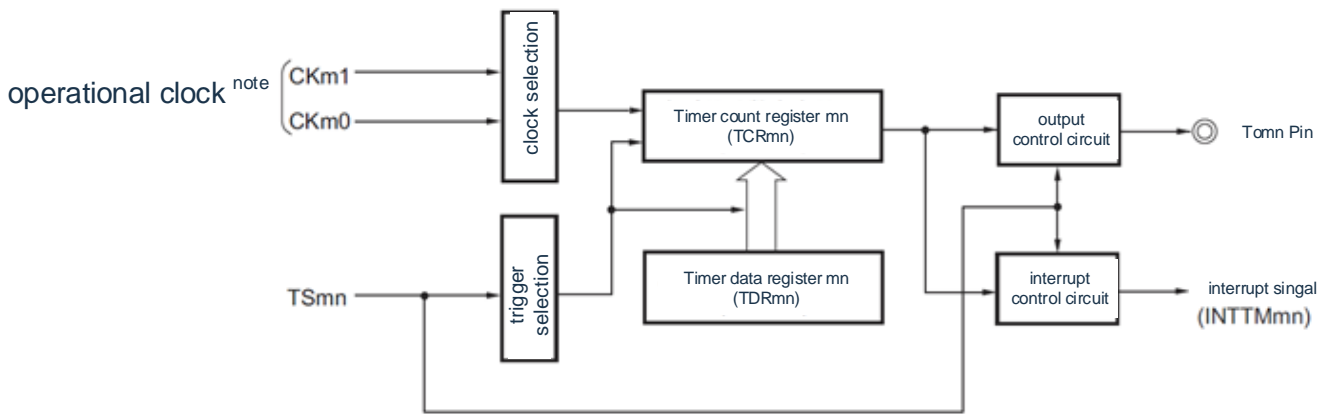 operational clock note
CKm1
CKm0
clock selection
Timer count register mn
(TCRmn)
output
control circuit
Tomn Pin
TSmn
trigger
selection
Timer data register mn
(TDRmn)
interrupt
control circuit
interrupt singal
(INTTMmn)